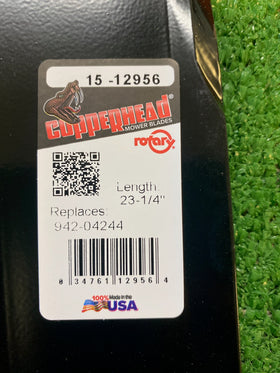 15 -12956
COPPERHEAD®
MOWER BLADES
rotary®
Length:
23-1/4"
Replaces:
942-04244
0 34761 12956 4
100% Made in the
USA